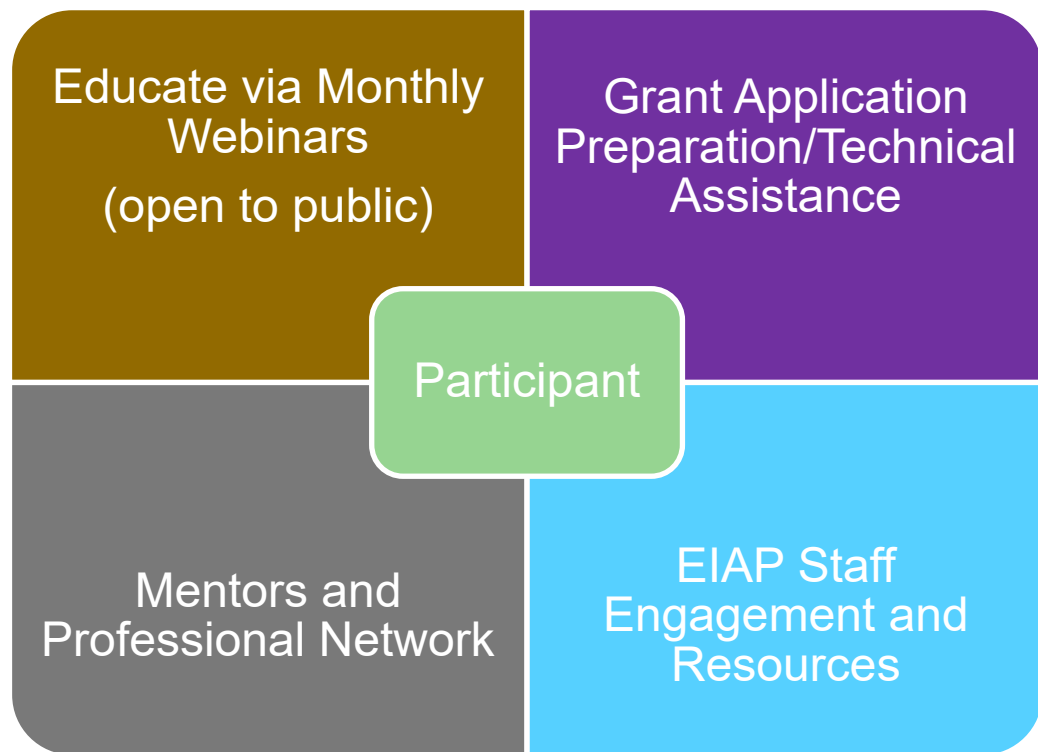 Educate via Monthly
Webinars
(open to public)
Grant Application
Preparation/Technical
Assistance
Participant
Mentors and
Professional Network
EIAP Staff
Engagement and
Resources